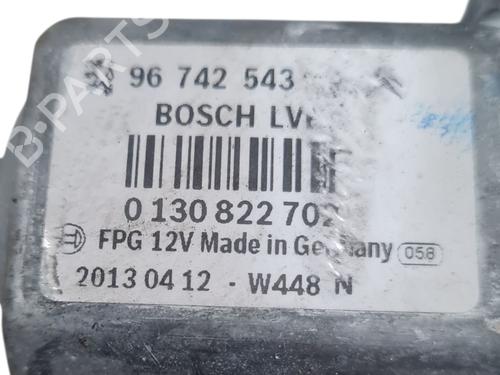 96 742 543
BOSCH
0 130 822 702
FPG 12V Made in Germany 058
2013 04 12 - W448 N
B-PARTS